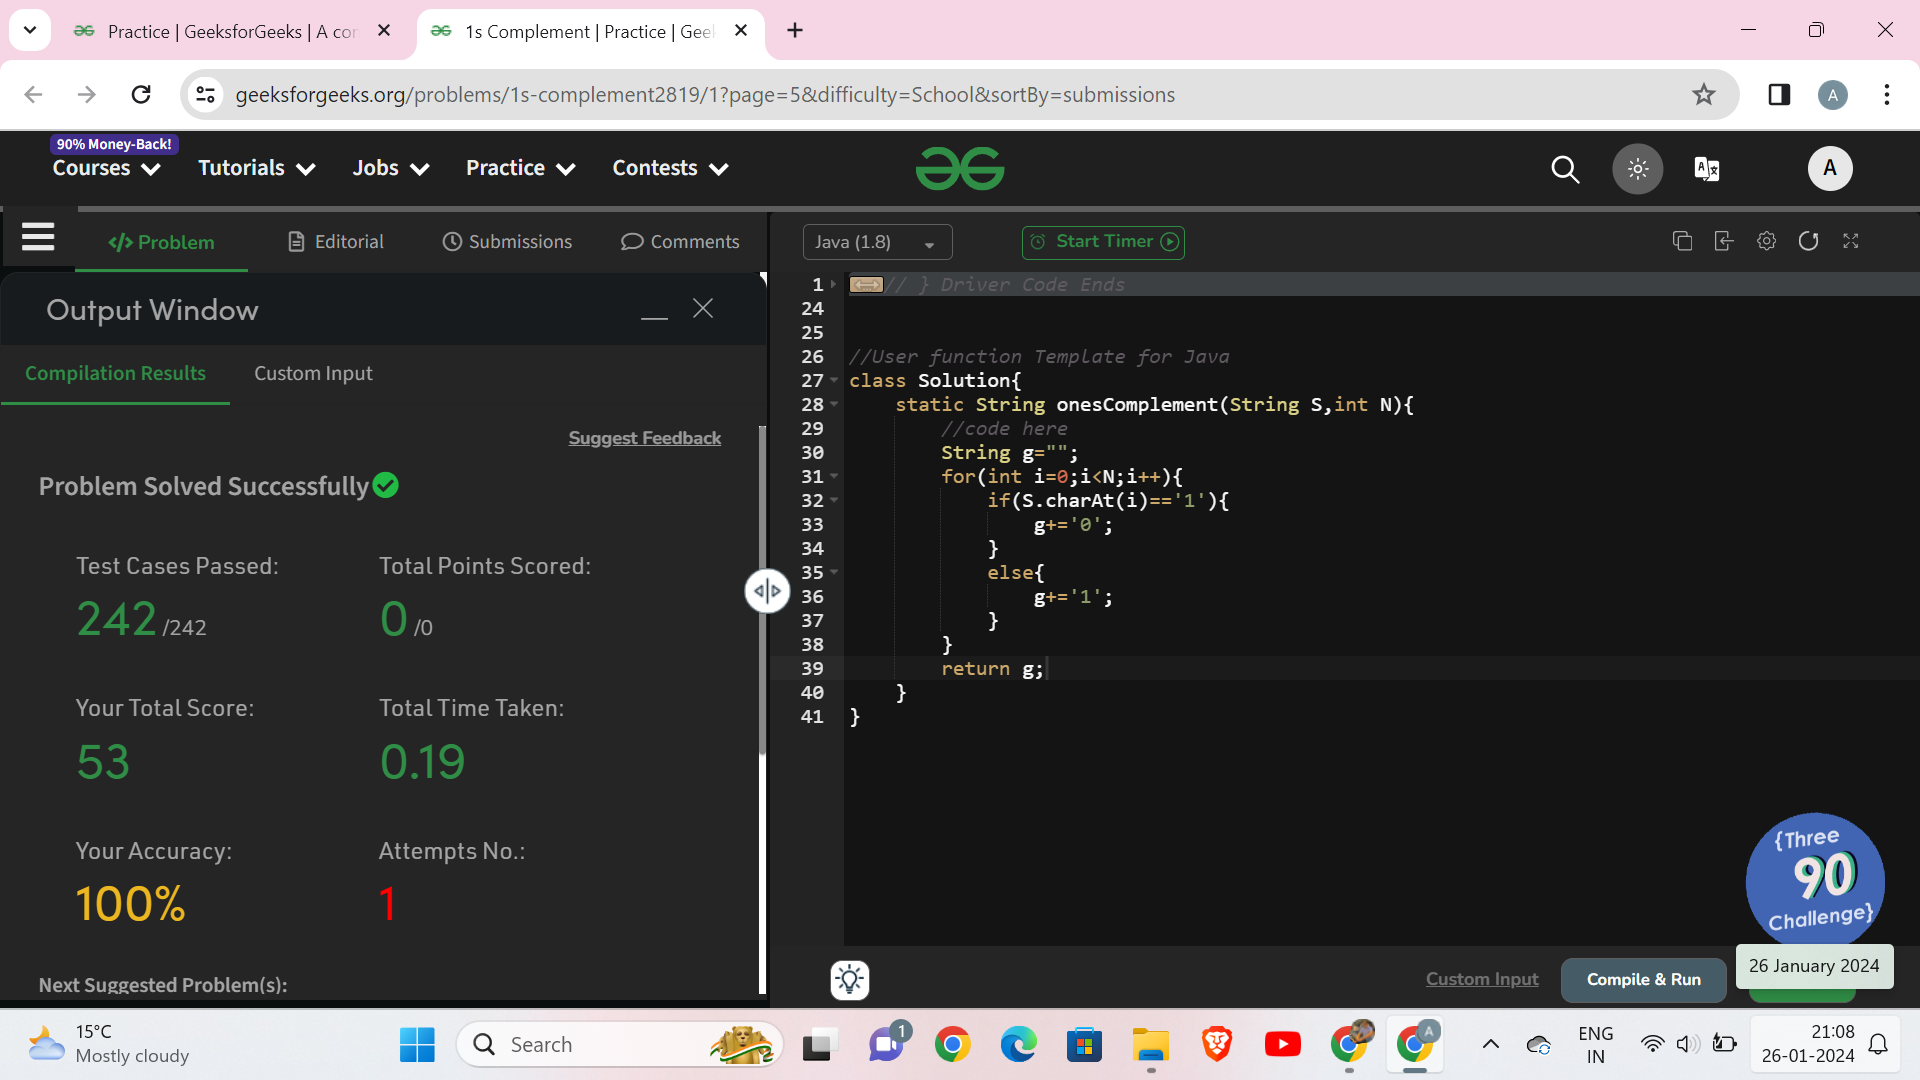 Practice | GeeksforGeeks | A co
1s Complement | Practice | Gee
geeksforgeeks.org/problems/1s-complement2819/1?page=5&difficulty=School&sortBy=submissions
A
90% Money-Back!
Courses Tutorials Jobs Practice Contests
A
Problem Editorial Submissions Comments
Java (1.8) Start Timer
Output Window
Compilation Results Custom Input
Suggest Feedback
Problem Solved Successfully
Test Cases Passed: Total Points Scored:
242 /242 0 /0
Your Total Score: Total Time Taken:
53 0.19
Your Accuracy: Attempts No.:
100% 1
Next Suggested Problem(s):
1 // } Driver Code Ends
24
25
26 //User function Template for Java
27 class Solution{
28 static String onesComplement(String S,int N){
29 //code here
30 String g="";
31 for(int i=0;i<N;i++){
32 if(S.charAt(i)=='1'){
33 g+='0';
34 }
35 else{
36 g+='1';
37 }
38 }
39 return g;
40 }
41 }
{Three
90
Challenge}
Custom Input Compile & Run
26 January 2024
15°C
Mostly cloudy
Search
1
A
ENG
IN
21:08
26-01-2024